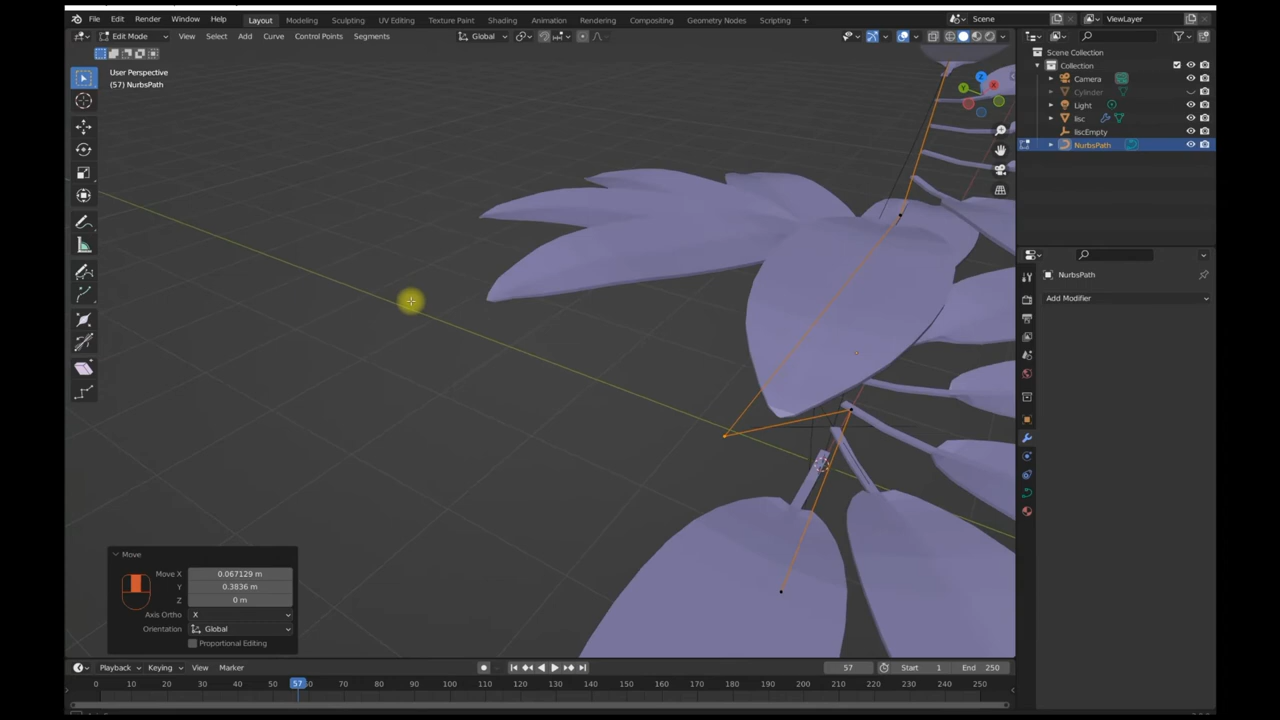 File Edit Render Window Help Layout Modeling Sculpting UV Editing Texture Paint Shading Animation Rendering Compositing Geometry Nodes Scripting + Scene ViewLayer
Edit Mode View Select Add Curve Control Points Segments Global
User Perspective
(57) NurbsPath
Scene Collection
Collection
Camera
Cylinder
Light
lisc
liscEmpty
NurbsPath
NurbsPath
Add Modifier
Move
Move X 0.067129 m
Y 0.3836 m
Z 0 m
Axis Ortho X
Orientation Global
Proportional Editing
Playback Keying View Marker 57 Start 1 End 250
0 10 20 30 40 50 57 60 70 80 90 100 110 120 130 140 150 160 170 180 190 200 210 220 230 240 250
X
Y
Z